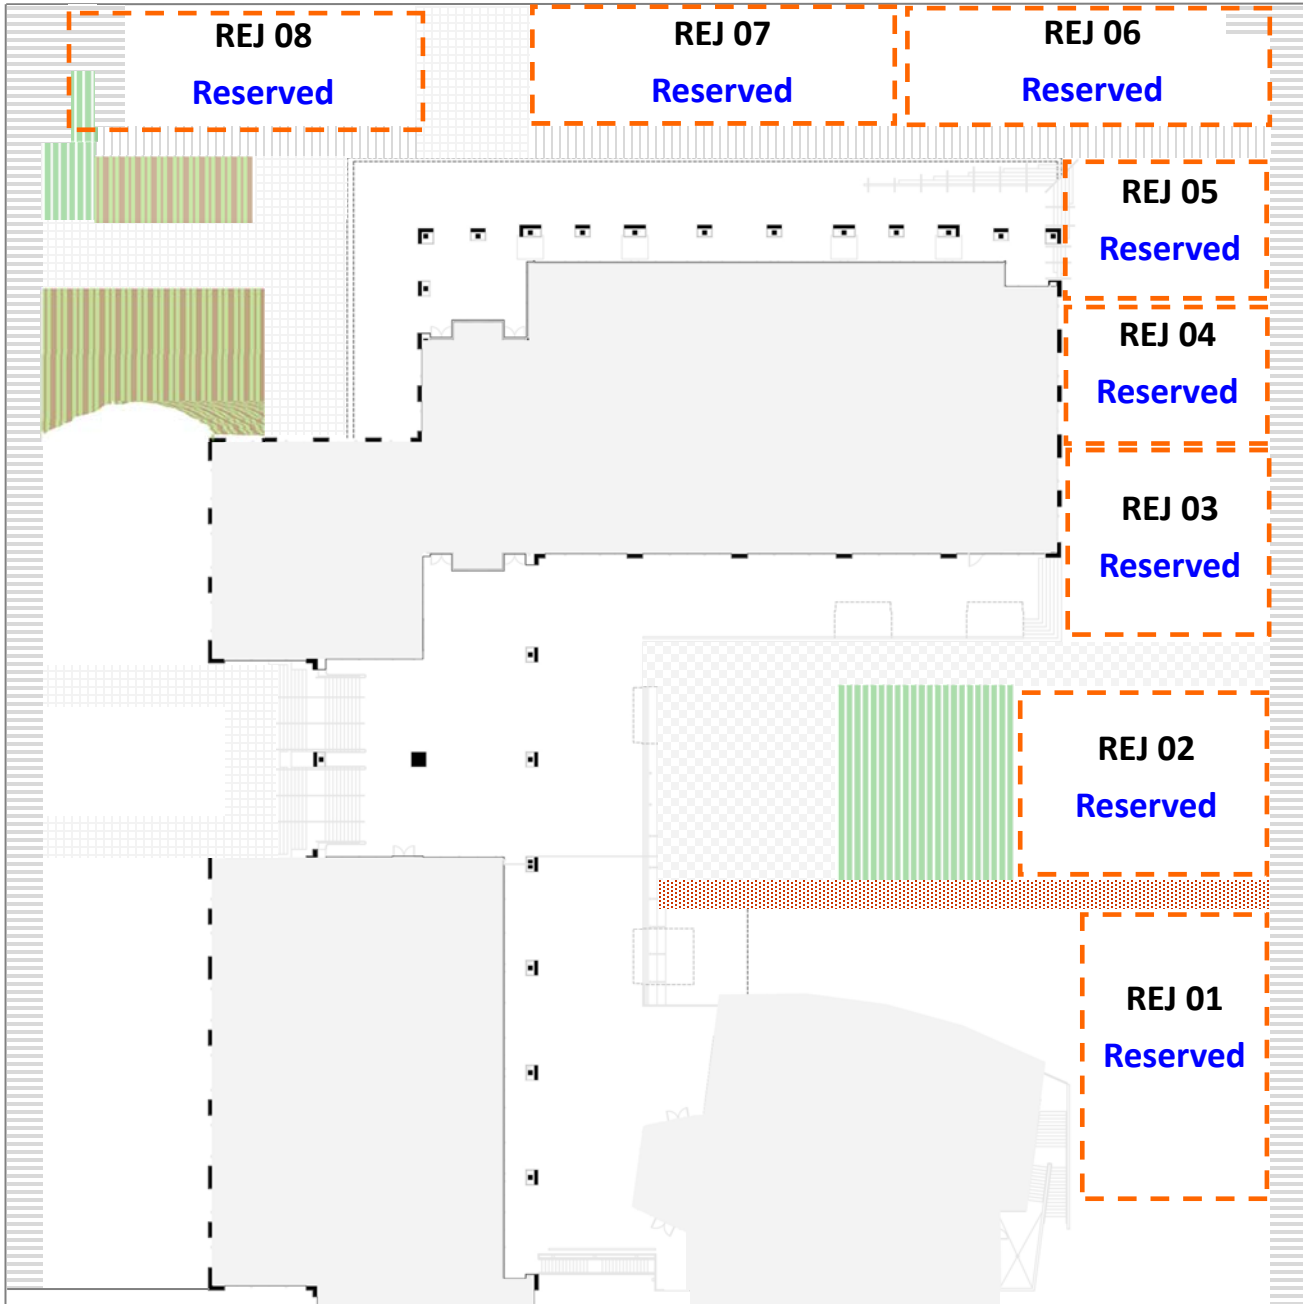 REJ 08
Reserved
REJ 07
Reserved
REJ 06
Reserved
REJ 05
Reserved
REJ 04
Reserved
REJ 03
Reserved
REJ 02
Reserved
REJ 01
Reserved